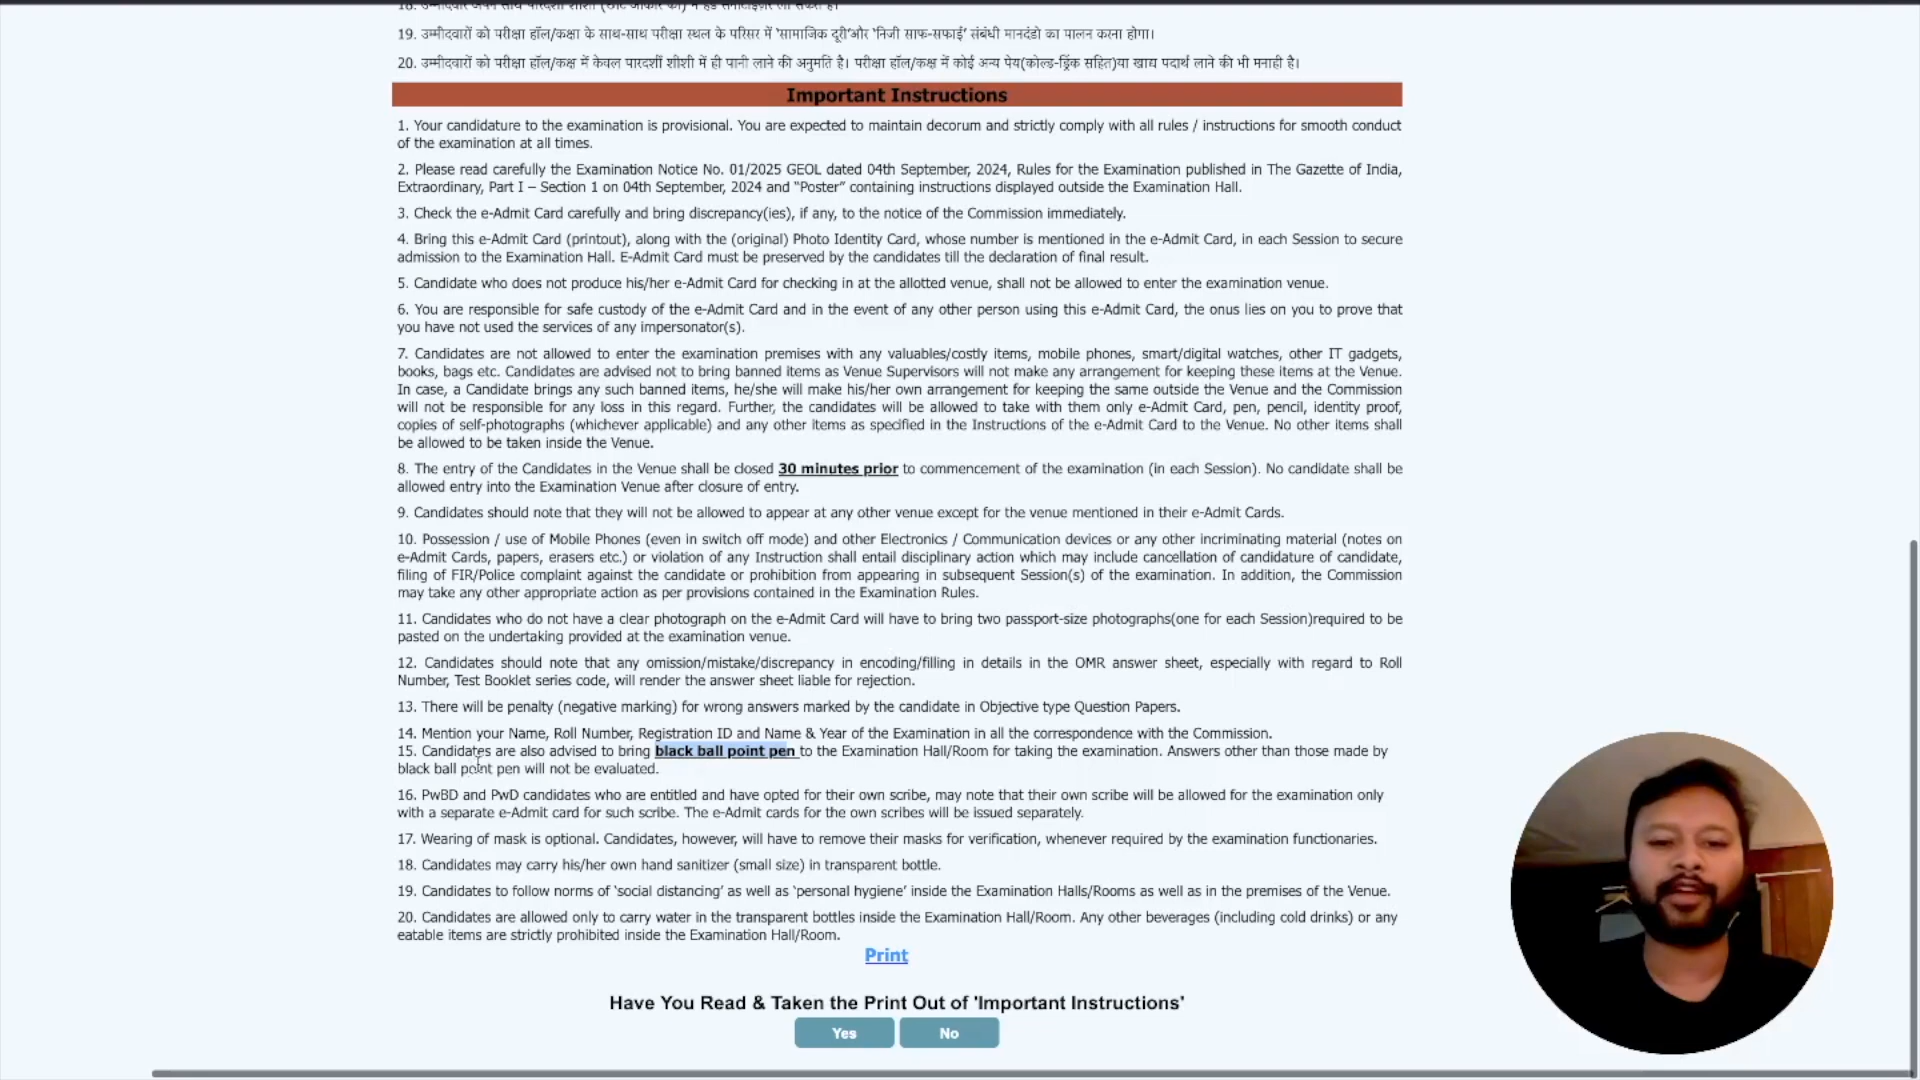 18. उम्मीदवार अपने साथ पारदर्शी शीशी (छोटे आकार की) में हैंड सेनीटाइज़र ला सकते हैं।
19. उम्मीदवारों को परीक्षा हॉल/कक्षा के साथ-साथ परीक्षा स्थल के परिसर में 'सामाजिक दूरी'और 'निजी साफ-सफाई' संबंधी मानदंडो का पालन करना होगा।
20. उम्मीदवारों को परीक्षा हॉल/कक्ष में केवल पारदर्शी शीशी में ही पानी लाने की अनुमति है। परीक्षा हॉल/कक्ष में कोई अन्य पेय(कोल्ड-ड्रिंक सहित)या खाद्य पदार्थ लाने की भी मनाही है।
Important Instructions
1. Your candidature to the examination is provisional. You are expected to maintain decorum and strictly comply with all rules / instructions for smooth conduct
of the examination at all times.
2. Please read carefully the Examination Notice No. 01/2025 GEOL dated 04th September, 2024, Rules for the Examination published in The Gazette of India,
Extraordinary, Part I – Section 1 on 04th September, 2024 and "Poster" containing instructions displayed outside the Examination Hall.
3. Check the e-Admit Card carefully and bring discrepancy(ies), if any, to the notice of the Commission immediately.
4. Bring this e-Admit Card (printout), along with the (original) Photo Identity Card, whose number is mentioned in the e-Admit Card, in each Session to secure
admission to the Examination Hall. E-Admit Card must be preserved by the candidates till the declaration of final result.
5. Candidate who does not produce his/her e-Admit Card for checking in at the allotted venue, shall not be allowed to enter the examination venue.
6. You are responsible for safe custody of the e-Admit Card and in the event of any other person using this e-Admit Card, the onus lies on you to prove that
you have not used the services of any impersonator(s).
7. Candidates are not allowed to enter the examination premises with any valuables/costly items, mobile phones, smart/digital watches, other IT gadgets,
books, bags etc. Candidates are advised not to bring banned items as Venue Supervisors will not make any arrangement for keeping these items at the Venue.
In case, a Candidate brings any such banned items, he/she will make his/her own arrangement for keeping the same outside the Venue and the Commission
will not be responsible for any loss in this regard. Further, the candidates will be allowed to take with them only e-Admit Card, pen, pencil, identity proof,
copies of self-photographs (whichever applicable) and any other items as specified in the Instructions of the e-Admit Card to the Venue. No other items shall
be allowed to be taken inside the Venue.
8. The entry of the Candidates in the Venue shall be closed 30 minutes prior to commencement of the examination (in each Session). No candidate shall be
allowed entry into the Examination Venue after closure of entry.
9. Candidates should note that they will not be allowed to appear at any other venue except for the venue mentioned in their e-Admit Cards.
10. Possession / use of Mobile Phones (even in switch off mode) and other Electronics / Communication devices or any other incriminating material (notes on
e-Admit Cards, papers, erasers etc.) or violation of any Instruction shall entail disciplinary action which may include cancellation of candidature of candidate,
filing of FIR/Police complaint against the candidate or prohibition from appearing in subsequent Session(s) of the examination. In addition, the Commission
may take any other appropriate action as per provisions contained in the Examination Rules.
11. Candidates who do not have a clear photograph on the e-Admit Card will have to bring two passport-size photographs(one for each Session)required to be
pasted on the undertaking provided at the examination venue.
12. Candidates should note that any omission/mistake/discrepancy in encoding/filling in details in the OMR answer sheet, especially with regard to Roll
Number, Test Booklet series code, will render the answer sheet liable for rejection.
13. There will be penalty (negative marking) for wrong answers marked by the candidate in Objective type Question Papers.
14. Mention your Name, Roll Number, Registration ID and Name & Year of the Examination in all the correspondence with the Commission.
15. Candidates are also advised to bring black ball point pen to the Examination Hall/Room for taking the examination. Answers other than those made by
black ball point pen will not be evaluated.
16. PwBD and PwD candidates who are entitled and have opted for their own scribe, may note that their own scribe will be allowed for the examination only
with a separate e-Admit card for such scribe. The e-Admit cards for the own scribes will be issued separately.
17. Wearing of mask is optional. Candidates, however, will have to remove their masks for verification, whenever required by the examination functionaries.
18. Candidates may carry his/her own hand sanitizer (small size) in transparent bottle.
19. Candidates to follow norms of 'social distancing' as well as 'personal hygiene' inside the Examination Halls/Rooms as well as in the premises of the Venue.
20. Candidates are allowed only to carry water in the transparent bottles inside the Examination Hall/Room. Any other beverages (including cold drinks) or any
eatable items are strictly prohibited inside the Examination Hall/Room.
Print
Have You Read & Taken the Print Out of 'Important Instructions'
Yes No